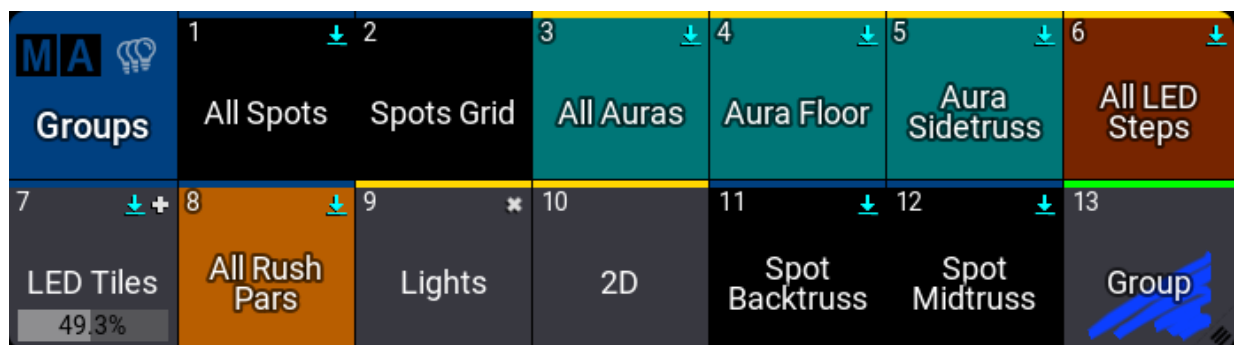 MA
Groups
1
All Spots
2
Spots Grid
3
All Auras
4
Aura Floor
5
Aura
Sidetruss
6
All LED
Steps
7
LED Tiles
49.3%
8
All Rush
Pars
9
Lights
10
2D
11
Spot
Backtruss
12
Spot
Midtruss
13
Group